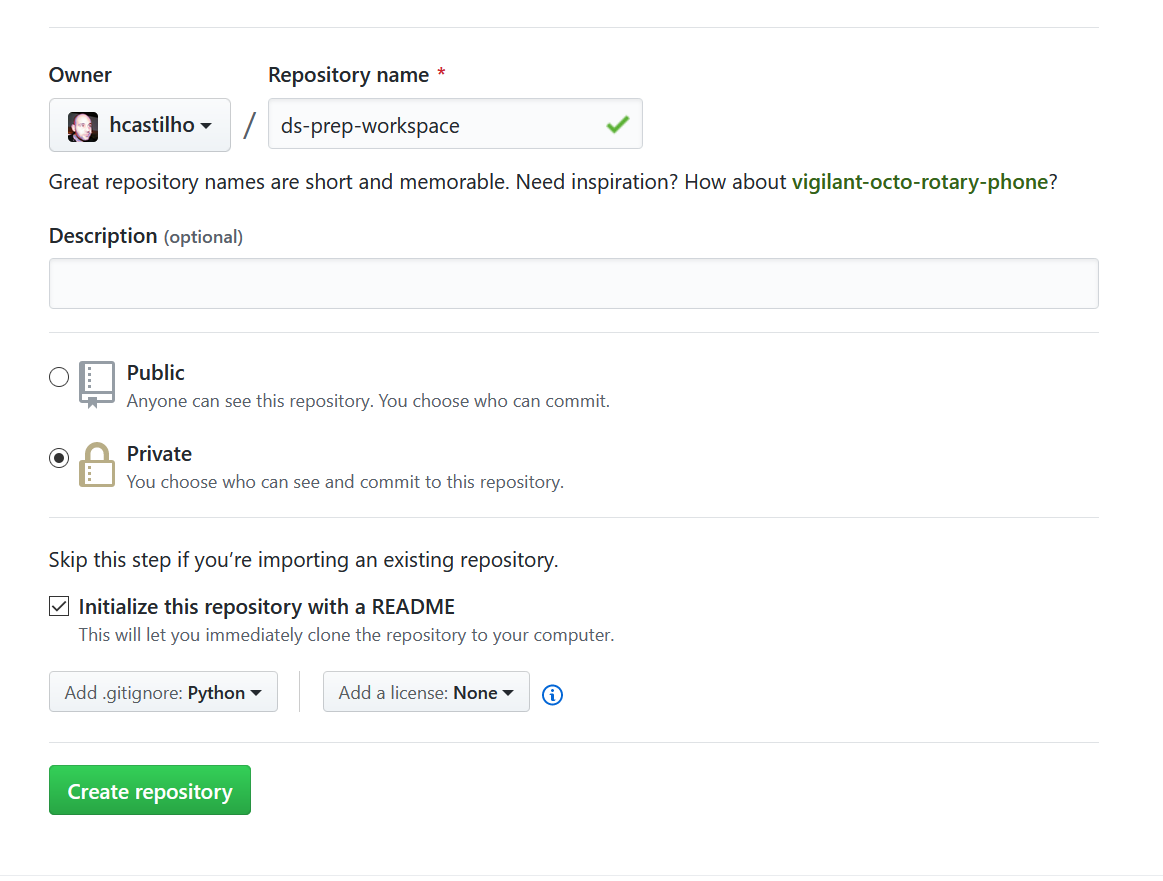 Owner Repository name *
hcastilho / ds-prep-workspace
Great repository names are short and memorable. Need inspiration? How about vigilant-octo-rotary-phone?
Description (optional)
Public
Anyone can see this repository. You choose who can commit.
Private
You choose who can see and commit to this repository.
Skip this step if you’re importing an existing repository.
Initialize this repository with a README
This will let you immediately clone the repository to your computer.
Add .gitignore: Python Add a license: None
Create repository